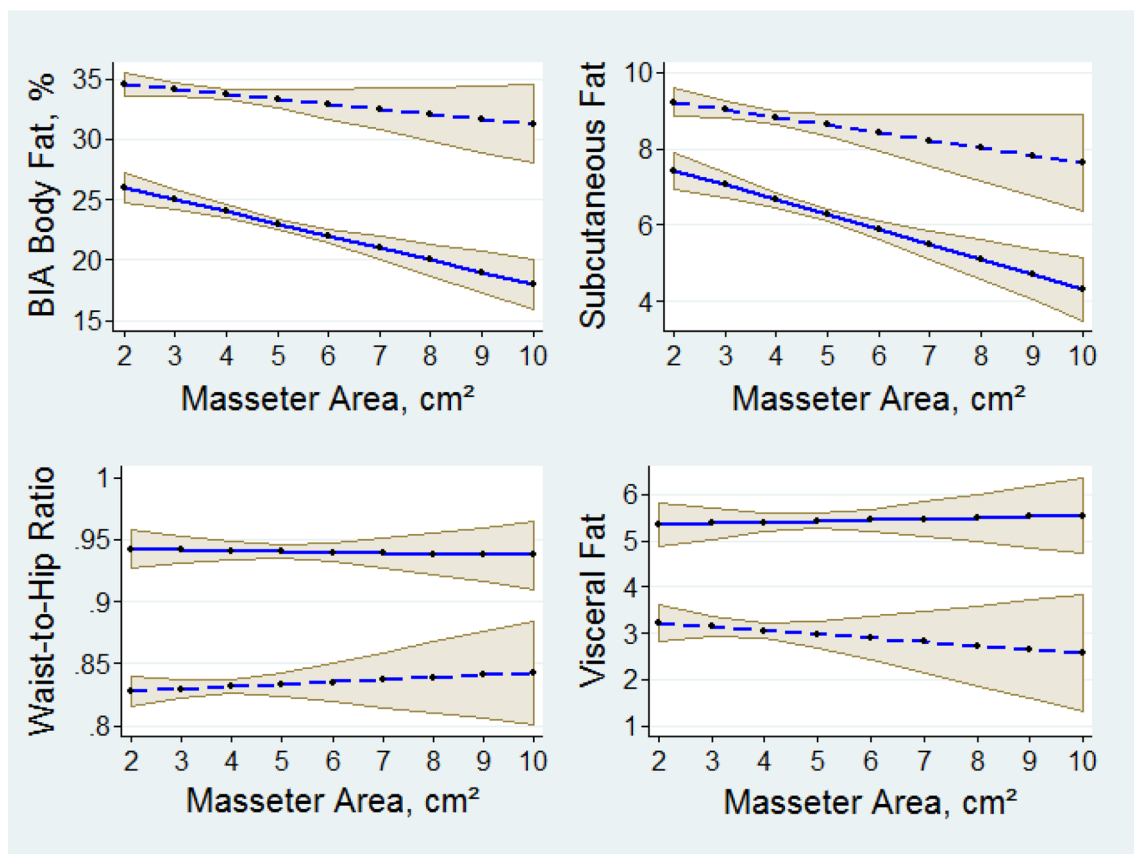 BIA Body Fat, %
35
30
25
20
15
2 3 4 5 6 7 8 9 10
Masseter Area, cm²
Subcutaneous Fat
10
8
6
4
2 3 4 5 6 7 8 9 10
Masseter Area, cm²
Waist-to-Hip Ratio
1
.95
.9
.85
.8
2 3 4 5 6 7 8 9 10
Masseter Area, cm²
Visceral Fat
6
5
4
3
2
1
2 3 4 5 6 7 8 9 10
Masseter Area, cm²